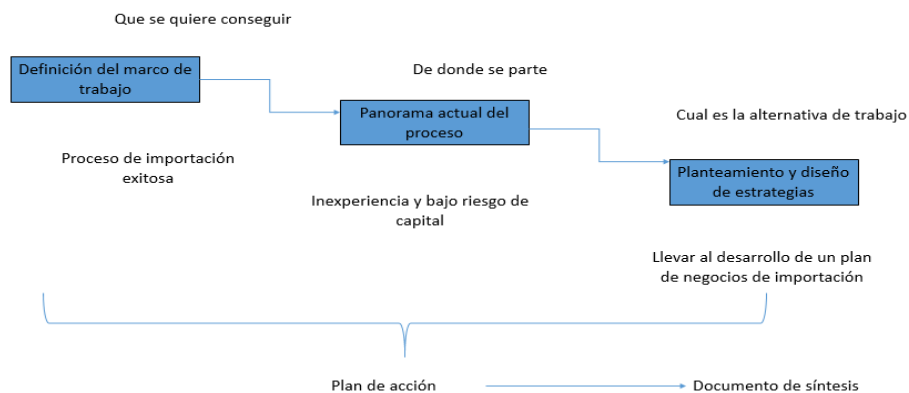 Que se quiere conseguir
Definición del marco de
trabajo
Proceso de importación
exitosa
De donde se parte
Panorama actual del
proceso
Inexperiencia y bajo riesgo de
capital
Cual es la alternativa de trabajo
Planteamiento y diseño
de estrategias
Llevar al desarrollo de un plan
de negocios de importación
Plan de acción
Documento de síntesis